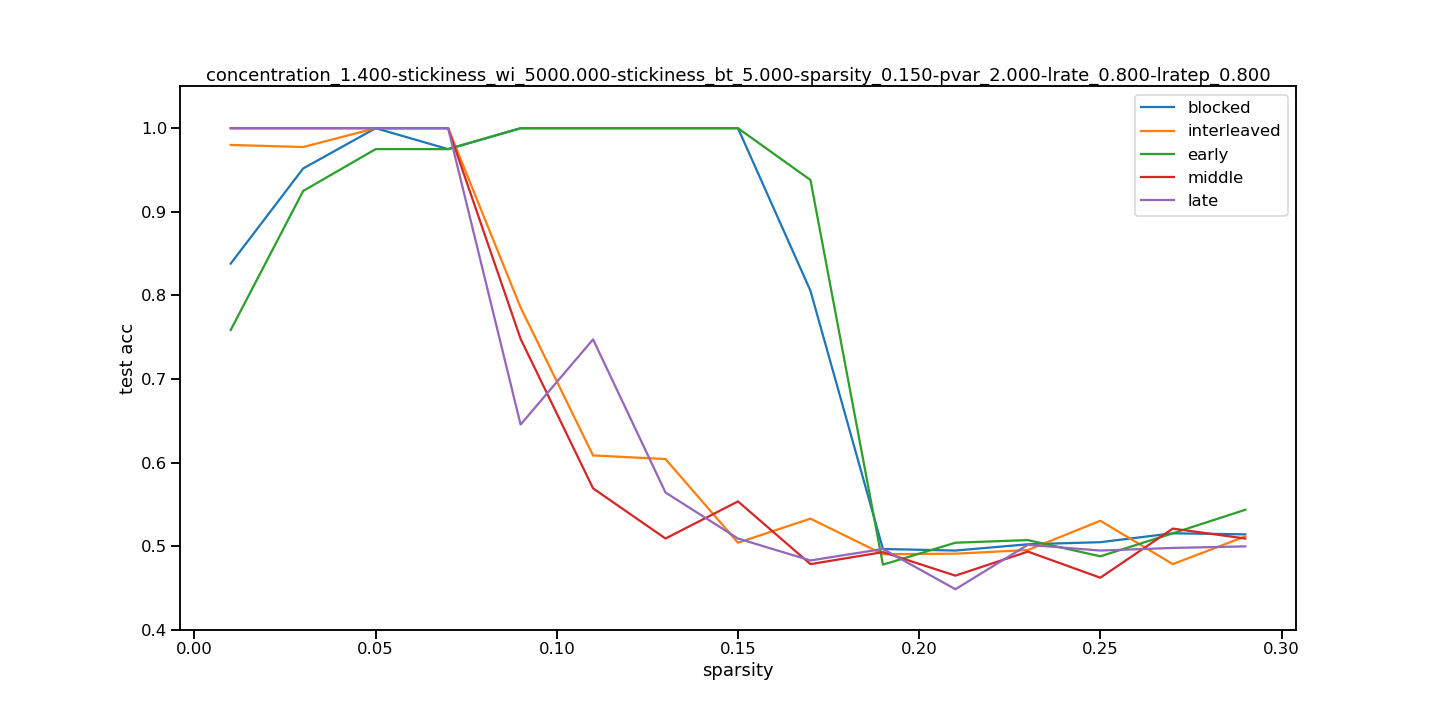 concentration_1.400-stickiness_wi_5000.000-stickiness_bt_5.000-sparsity_0.150-pvar_2.000-lrate_0.800-lratep_0.800
blocked
interleaved
early
middle
late
1.0
0.9
0.8
0.7
0.6
0.5
0.4
test acc
0.00 0.05 0.10 0.15 0.20 0.25 0.30
sparsity